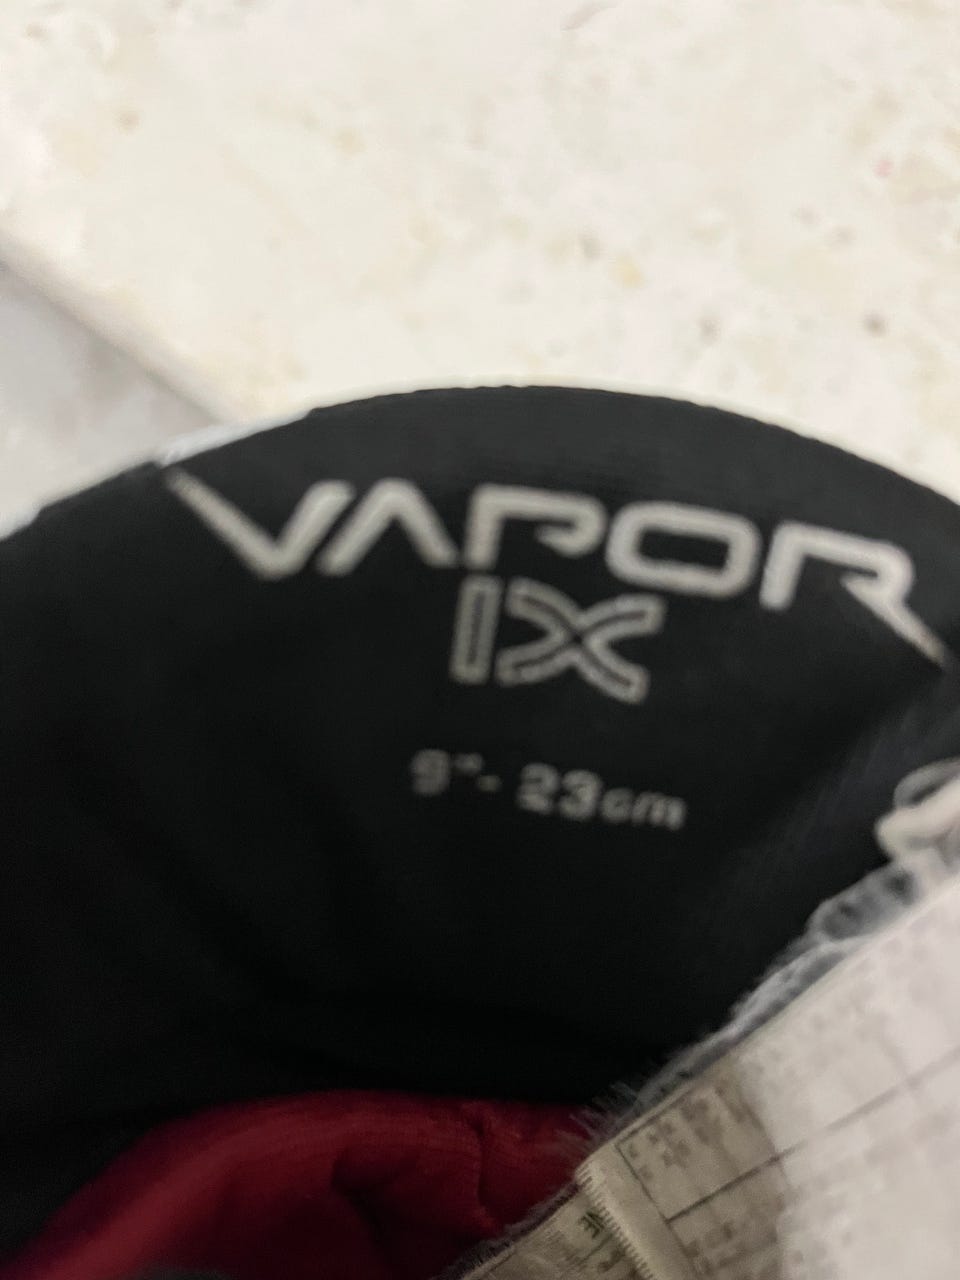 VAPOR
IX
9"- 23cm